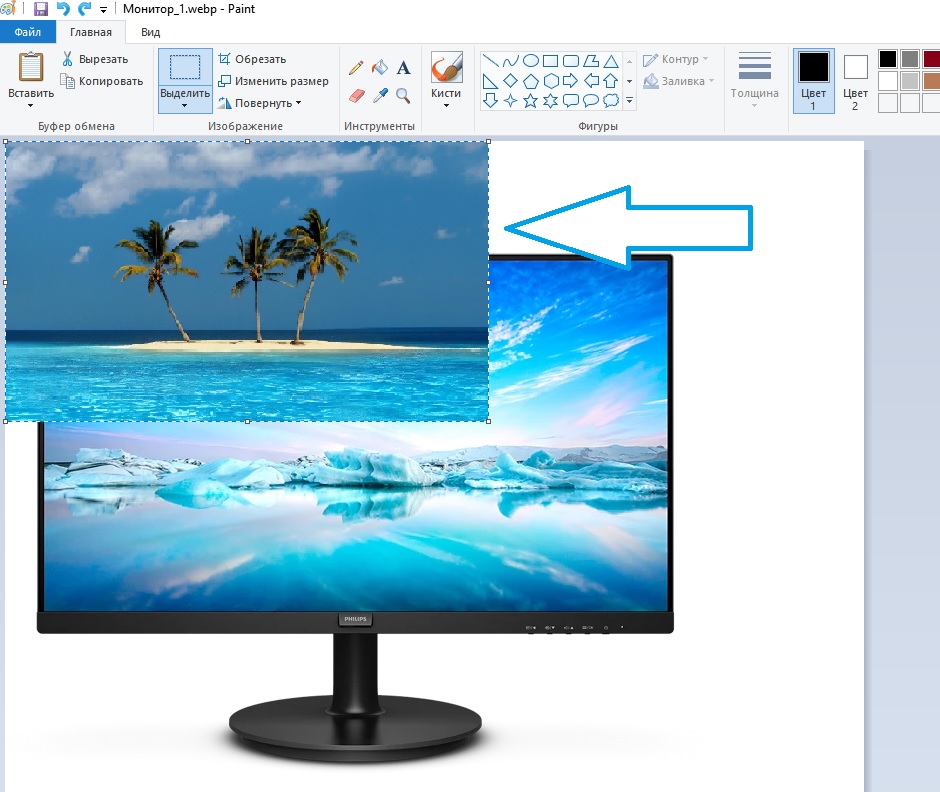 Монитор_1.webp - Paint
Файл Главная Вид
Вставить
Вырезать
Копировать
Буфер обмена
Выделить
Обрезать
Изменить размер
Повернуть
Изображение
A
Инструменты
Кисти
Контур
Заливка
Фигуры
Толщина
Цвет
1
Цвет
2
PHILIPS